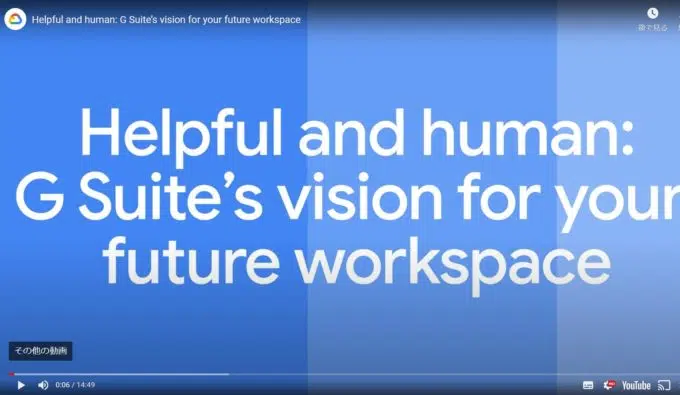 Helpful and human: G Suite's vision for your future workspace
後で見る
Helpful and human:
G Suite's vision for your
future workspace
その他の動画
0:06 / 14:49
YouTube